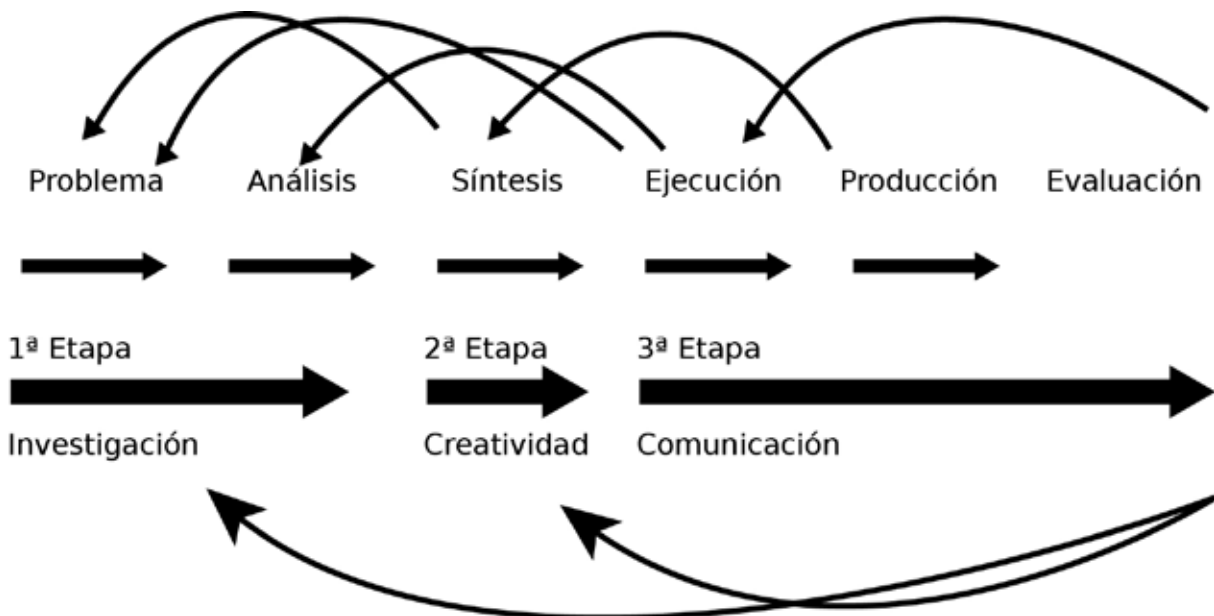 Problema Análisis Síntesis Ejecución Producción Evaluación
1ª Etapa 2ª Etapa 3ª Etapa
Investigación Creatividad Comunicación